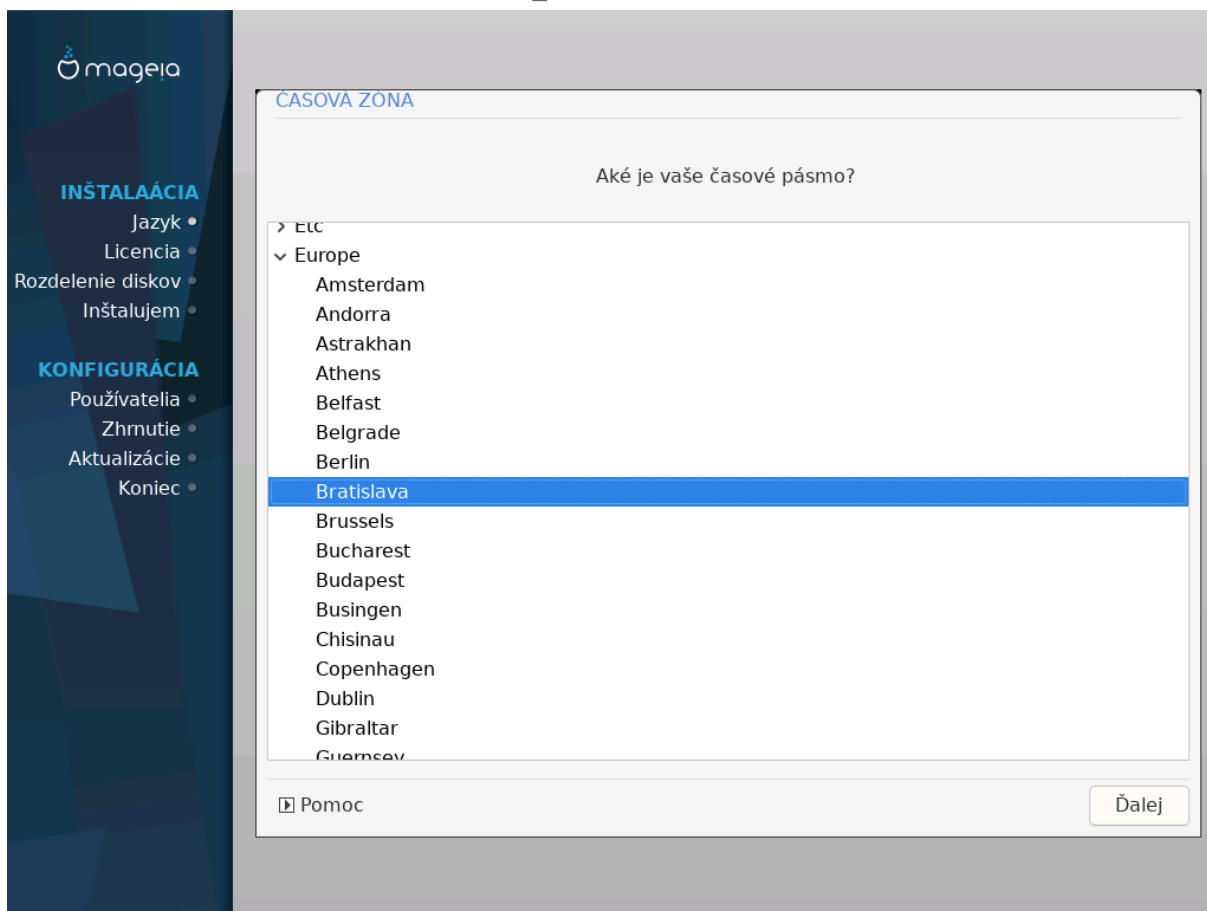 mageia
INŠTALAÁCIA
Jazyk
Licencia
Rozdelenie diskov
Inštalujem
KONFIGURÁCIA
Používatelia
Zhrnutie
Aktualizácie
Koniec
ČASOVÁ ZÓNA
Aké je vaše časové pásmo?
Etc
Europe
Amsterdam
Andorra
Astrakhan
Athens
Belfast
Belgrade
Berlin
Bratislava
Brussels
Bucharest
Budapest
Busingen
Chisinau
Copenhagen
Dublin
Gibraltar
Guernsey
Pomoc
Ďalej